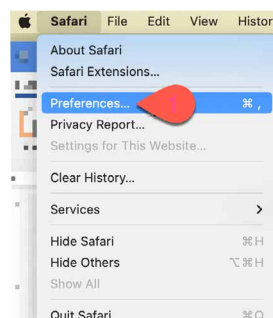 Safari File Edit View Histor
About Safari
Safari Extensions...
Preferences... ⌘ ,
Privacy Report...
Settings for This Website...
Clear History...
Services >
Hide Safari ⌘H
Hide Others ⌥⌘H
Show All
Quit Safari ⌘Q